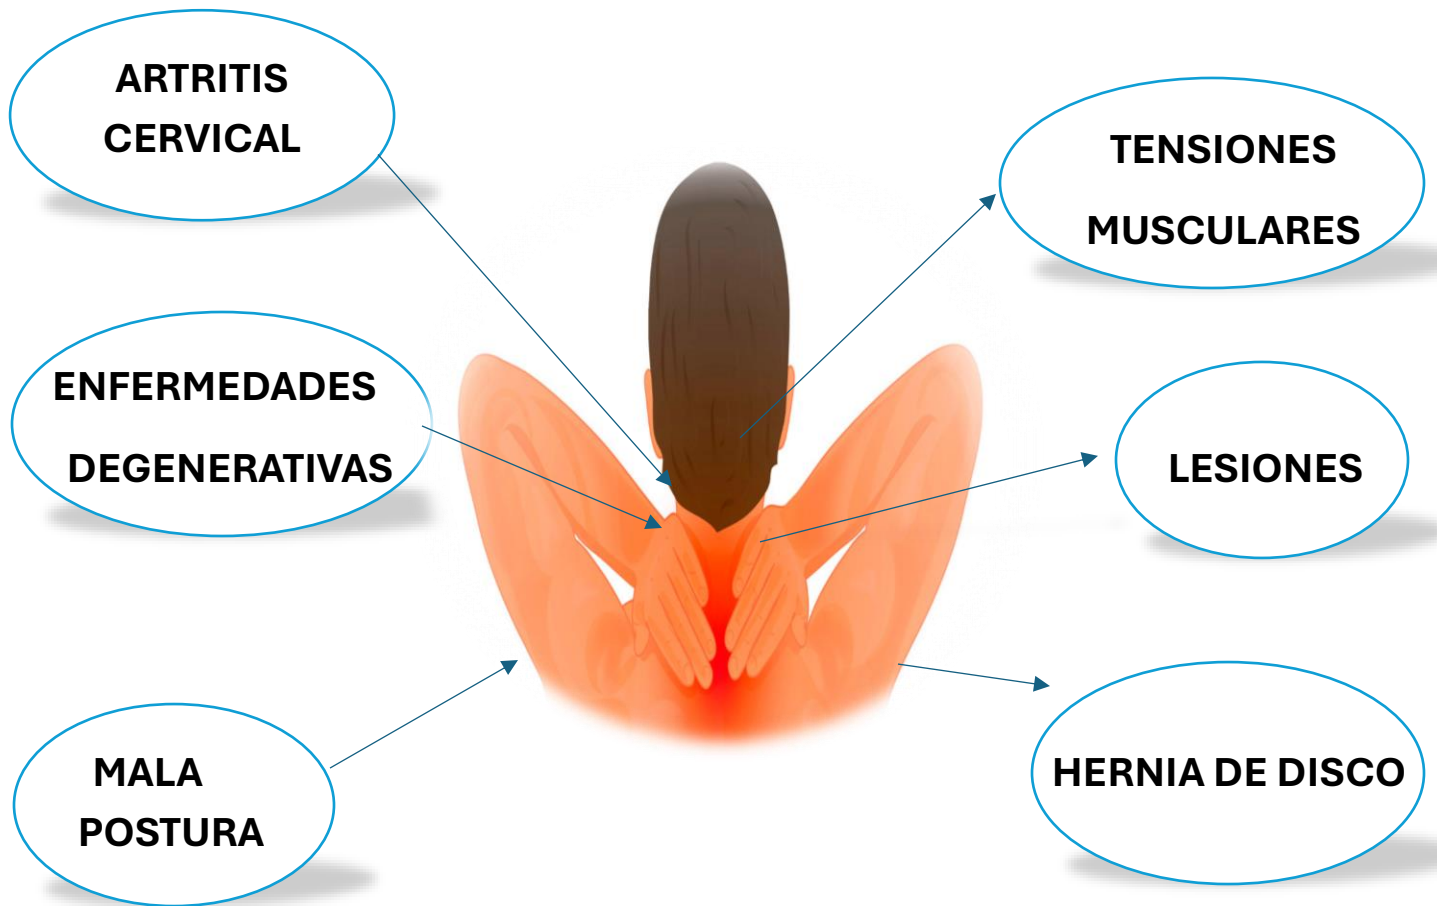 ARTRITIS
CERVICAL
ENFERMEDADES
DEGENERATIVAS
MALA
POSTURA
TENSIONES
MUSCULARES
LESIONES
HERNIA DE DISCO